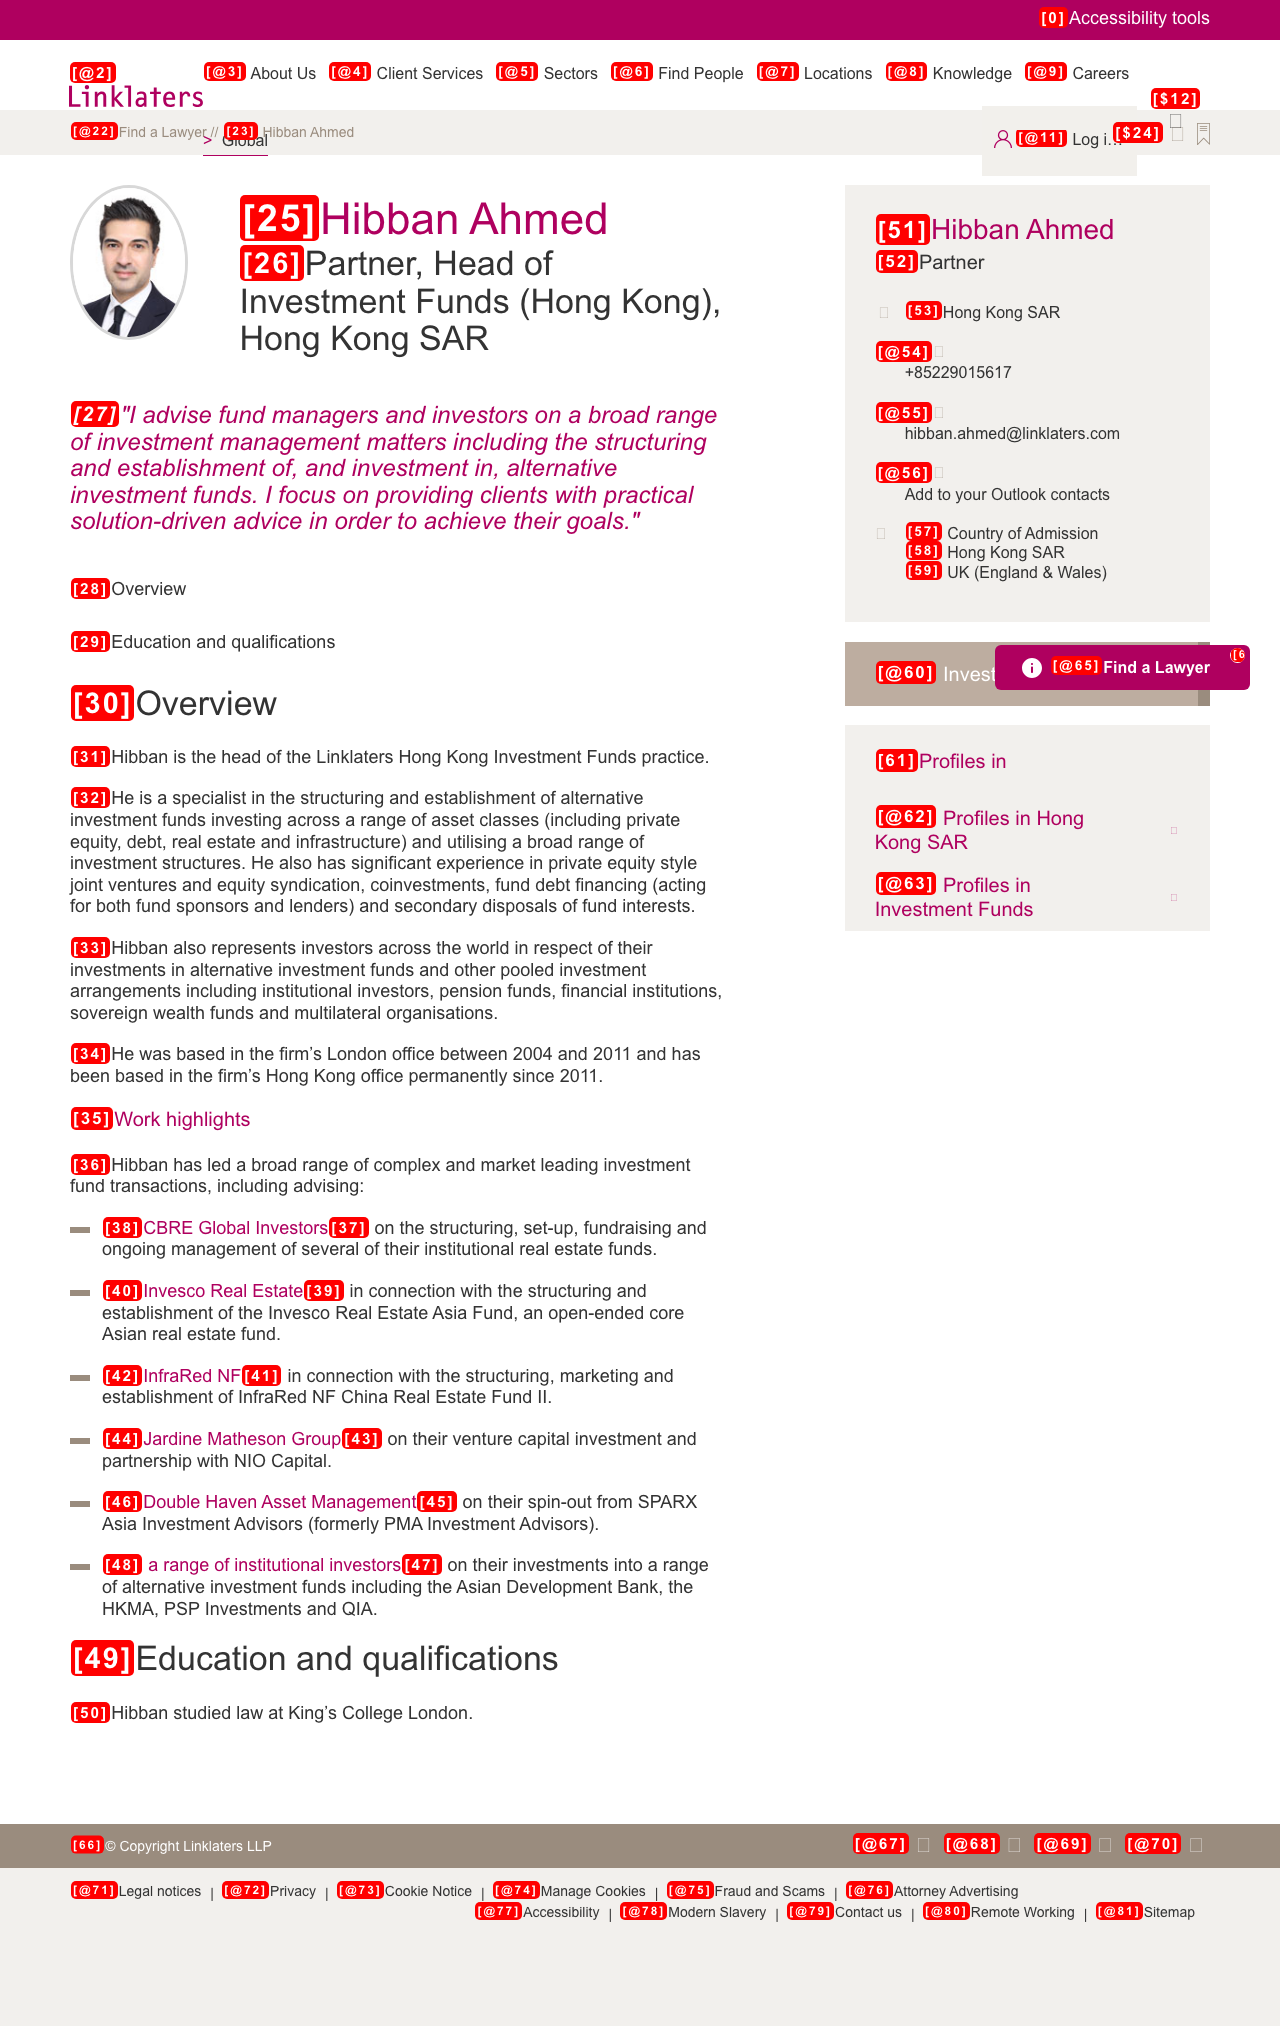 [0] Accessibility tools
[@2]
Linklaters
[@3] About Us [@4] Client Services [@5] Sectors [@6] Find People [@7] Locations [@8] Knowledge [@9] Careers
[$12]
[@22] Find a Lawyer // [23] Hibban Ahmed
> Global
[@11] Log i...
[$24]
[25] Hibban Ahmed
[26] Partner, Head of
Investment Funds (Hong Kong),
Hong Kong SAR
[27] "I advise fund managers and investors on a broad range
of investment management matters including the structuring
and establishment of, and investment in, alternative
investment funds. I focus on providing clients with practical
solution-driven advice in order to achieve their goals."
[28] Overview
[29] Education and qualifications
[30] Overview
[31] Hibban is the head of the Linklaters Hong Kong Investment Funds practice.
[32] He is a specialist in the structuring and establishment of alternative
investment funds investing across a range of asset classes (including private
equity, debt, real estate and infrastructure) and utilising a broad range of
investment structures. He also has significant experience in private equity style
joint ventures and equity syndication, coinvestments, fund debt financing (acting
for both fund sponsors and lenders) and secondary disposals of fund interests.
[33] Hibban also represents investors across the world in respect of their
investments in alternative investment funds and other pooled investment
arrangements including institutional investors, pension funds, financial institutions,
sovereign wealth funds and multilateral organisations.
[34] He was based in the firm's London office between 2004 and 2011 and has
been based in the firm's Hong Kong office permanently since 2011.
[35] Work highlights
[36] Hibban has led a broad range of complex and market leading investment
fund transactions, including advising:
[38] CBRE Global Investors [37] on the structuring, set-up, fundraising and
ongoing management of several of their institutional real estate funds.
[40] Invesco Real Estate [39] in connection with the structuring and
establishment of the Invesco Real Estate Asia Fund, an open-ended core
Asian real estate fund.
[42] InfraRed NF [41] in connection with the structuring, marketing and
establishment of InfraRed NF China Real Estate Fund II.
[44] Jardine Matheson Group [43] on their venture capital investment and
partnership with NIO Capital.
[46] Double Haven Asset Management [45] on their spin-out from SPARX
Asia Investment Advisors (formerly PMA Investment Advisors).
[48] a range of institutional investors [47] on their investments into a range
of alternative investment funds including the Asian Development Bank, the
HKMA, PSP Investments and QIA.
[49] Education and qualifications
[50] Hibban studied law at King's College London.
[51] Hibban Ahmed
[52] Partner
[53] Hong Kong SAR
[@54]
+85229015617
[@55]
hibban.ahmed@linklaters.com
[@56]
Add to your Outlook contacts
[57] Country of Admission
[58] Hong Kong SAR
[59] UK (England & Wales)
[@60] Invest
[@65] Find a Lawyer
[6
[61] Profiles in
[@62] Profiles in Hong
Kong SAR
[@63] Profiles in
Investment Funds
[66] © Copyright Linklaters LLP
[@67] [@68] [@69] [@70]
[@71] Legal notices | [@72] Privacy | [@73] Cookie Notice | [@74] Manage Cookies | [@75] Fraud and Scams | [@76] Attorney Advertising
[@77] Accessibility | [@78] Modern Slavery | [@79] Contact us | [@80] Remote Working | [@81] Sitemap